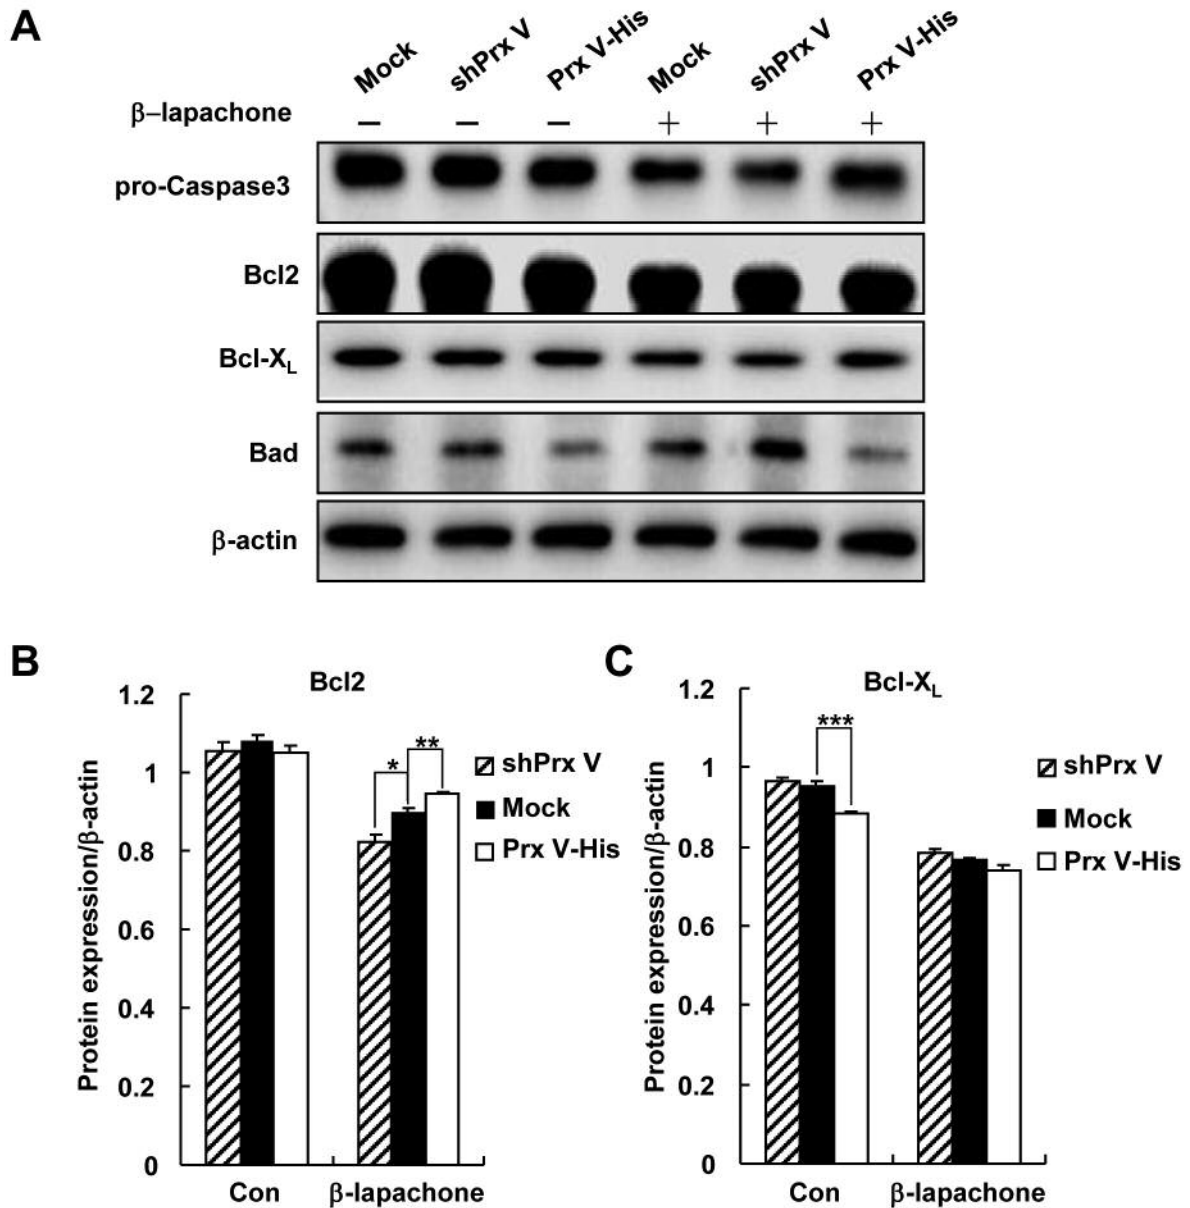 A
Mock shPrx V Prx V-His Mock shPrx V Prx V-His
β–lapachone − − − + + +
pro-Caspase3
Bcl2
Bcl-XL
Bad
β-actin
B
Bcl2
Protein expression/β-actin
1.2
1
0.8
0.6
0.4
0.2
0
* **
shPrx V
Mock
Prx V-His
Con β-lapachone
C
Bcl-XL
Protein expression/β-actin
1.2
1
0.8
0.6
0.4
0.2
0
***
shPrx V
Mock
Prx V-His
Con β-lapachone